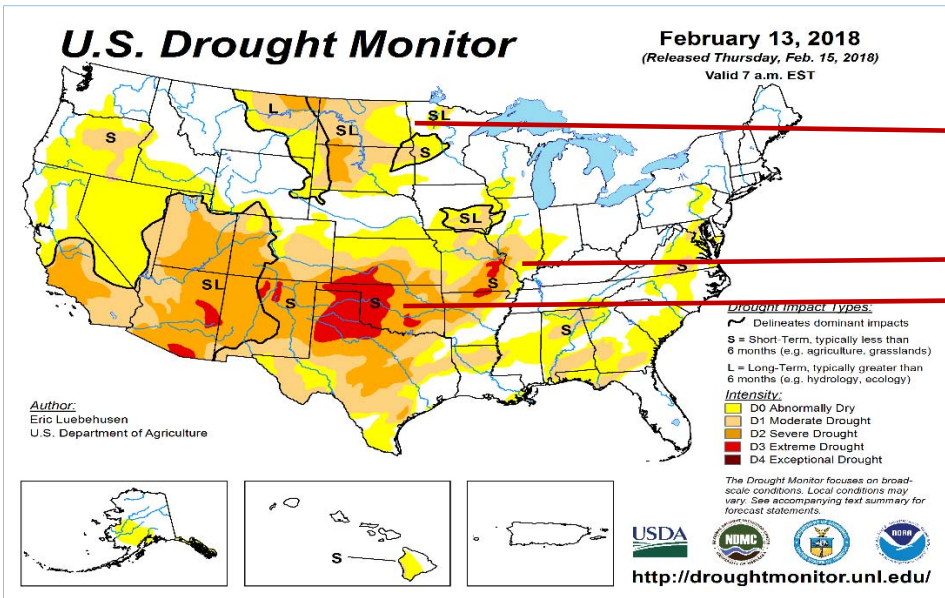 U.S. Drought Monitor
February 13, 2018
(Released Thursday, Feb. 15, 2018)
Valid 7 a.m. EST
L
SL
SL
S
S
SL
SL
S
S
S
S
S
Drought Impact Types:
Delineates dominant impacts
S = Short-Term, typically less than
6 months (e.g. agriculture, grasslands)
L = Long-Term, typically greater than
6 months (e.g. hydrology, ecology)
Author:
Eric Luebehusen
U.S. Department of Agriculture
Intensity:
D0 Abnormally Dry
D1 Moderate Drought
D2 Severe Drought
D3 Extreme Drought
D4 Exceptional Drought
The Drought Monitor focuses on broad-
scale conditions. Local conditions may
vary. See accompanying text summary for
forecast statements.
S
USDA
NDMC
NOAA
http://droughtmonitor.unl.edu/